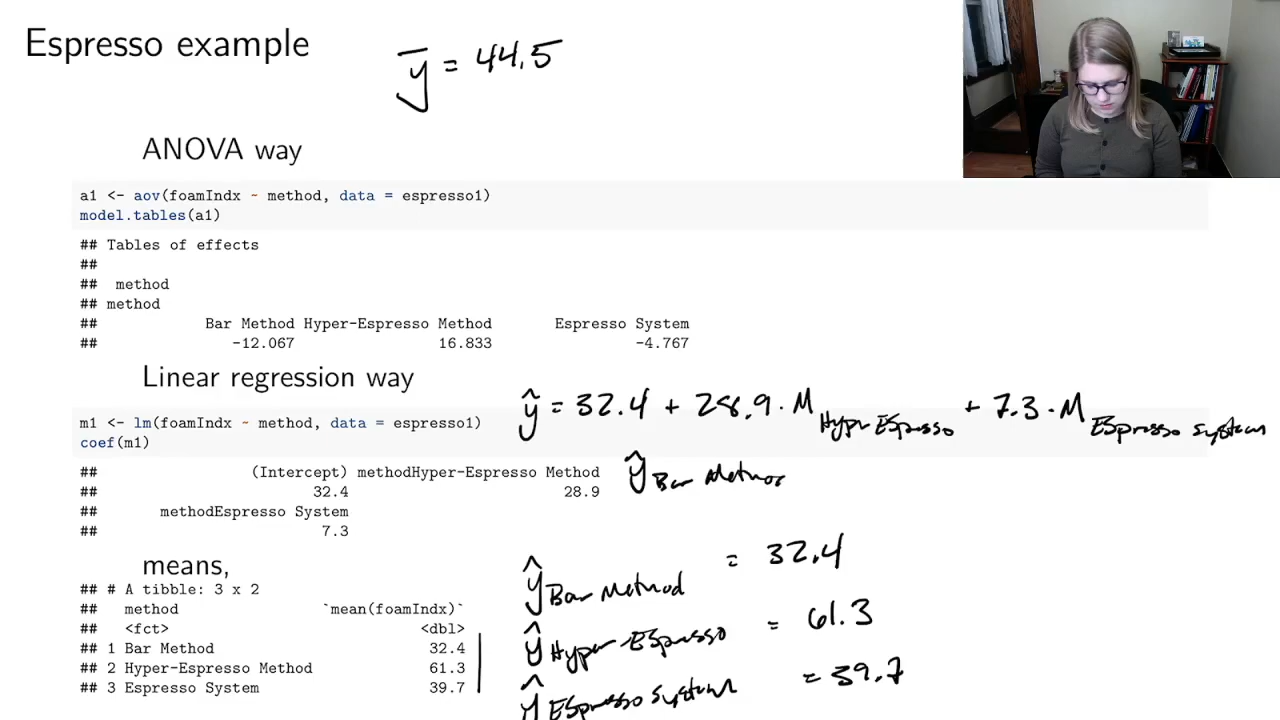 Espresso example
ȳ = 44.5
ANOVA way
a1 <- aov(foamIndx ~ method, data = espresso1)
model.tables(a1)
## Tables of effects
##
## method
## method
## Bar Method Hyper-Espresso Method Espresso System
## -12.067 16.833 -4.767
Linear regression way
ŷ = 32.4 + 28.9 · M Hyper Espresso + 7.3 · M Espresso System
m1 <- lm(foamIndx ~ method, data = espresso1)
coef(m1)
## (Intercept) methodHyper-Espresso Method
## 32.4 28.9
## methodEspresso System
## 7.3
ŷ Bar Method
means,
## # A tibble: 3 x 2
## method `mean(foamIndx)`
## <fct> <dbl>
## 1 Bar Method 32.4
## 2 Hyper-Espresso Method 61.3
## 3 Espresso System 39.7
ŷ Bar Method = 32.4
ŷ Hyper-Espresso = 61.3
ŷ Espresso System = 39.7